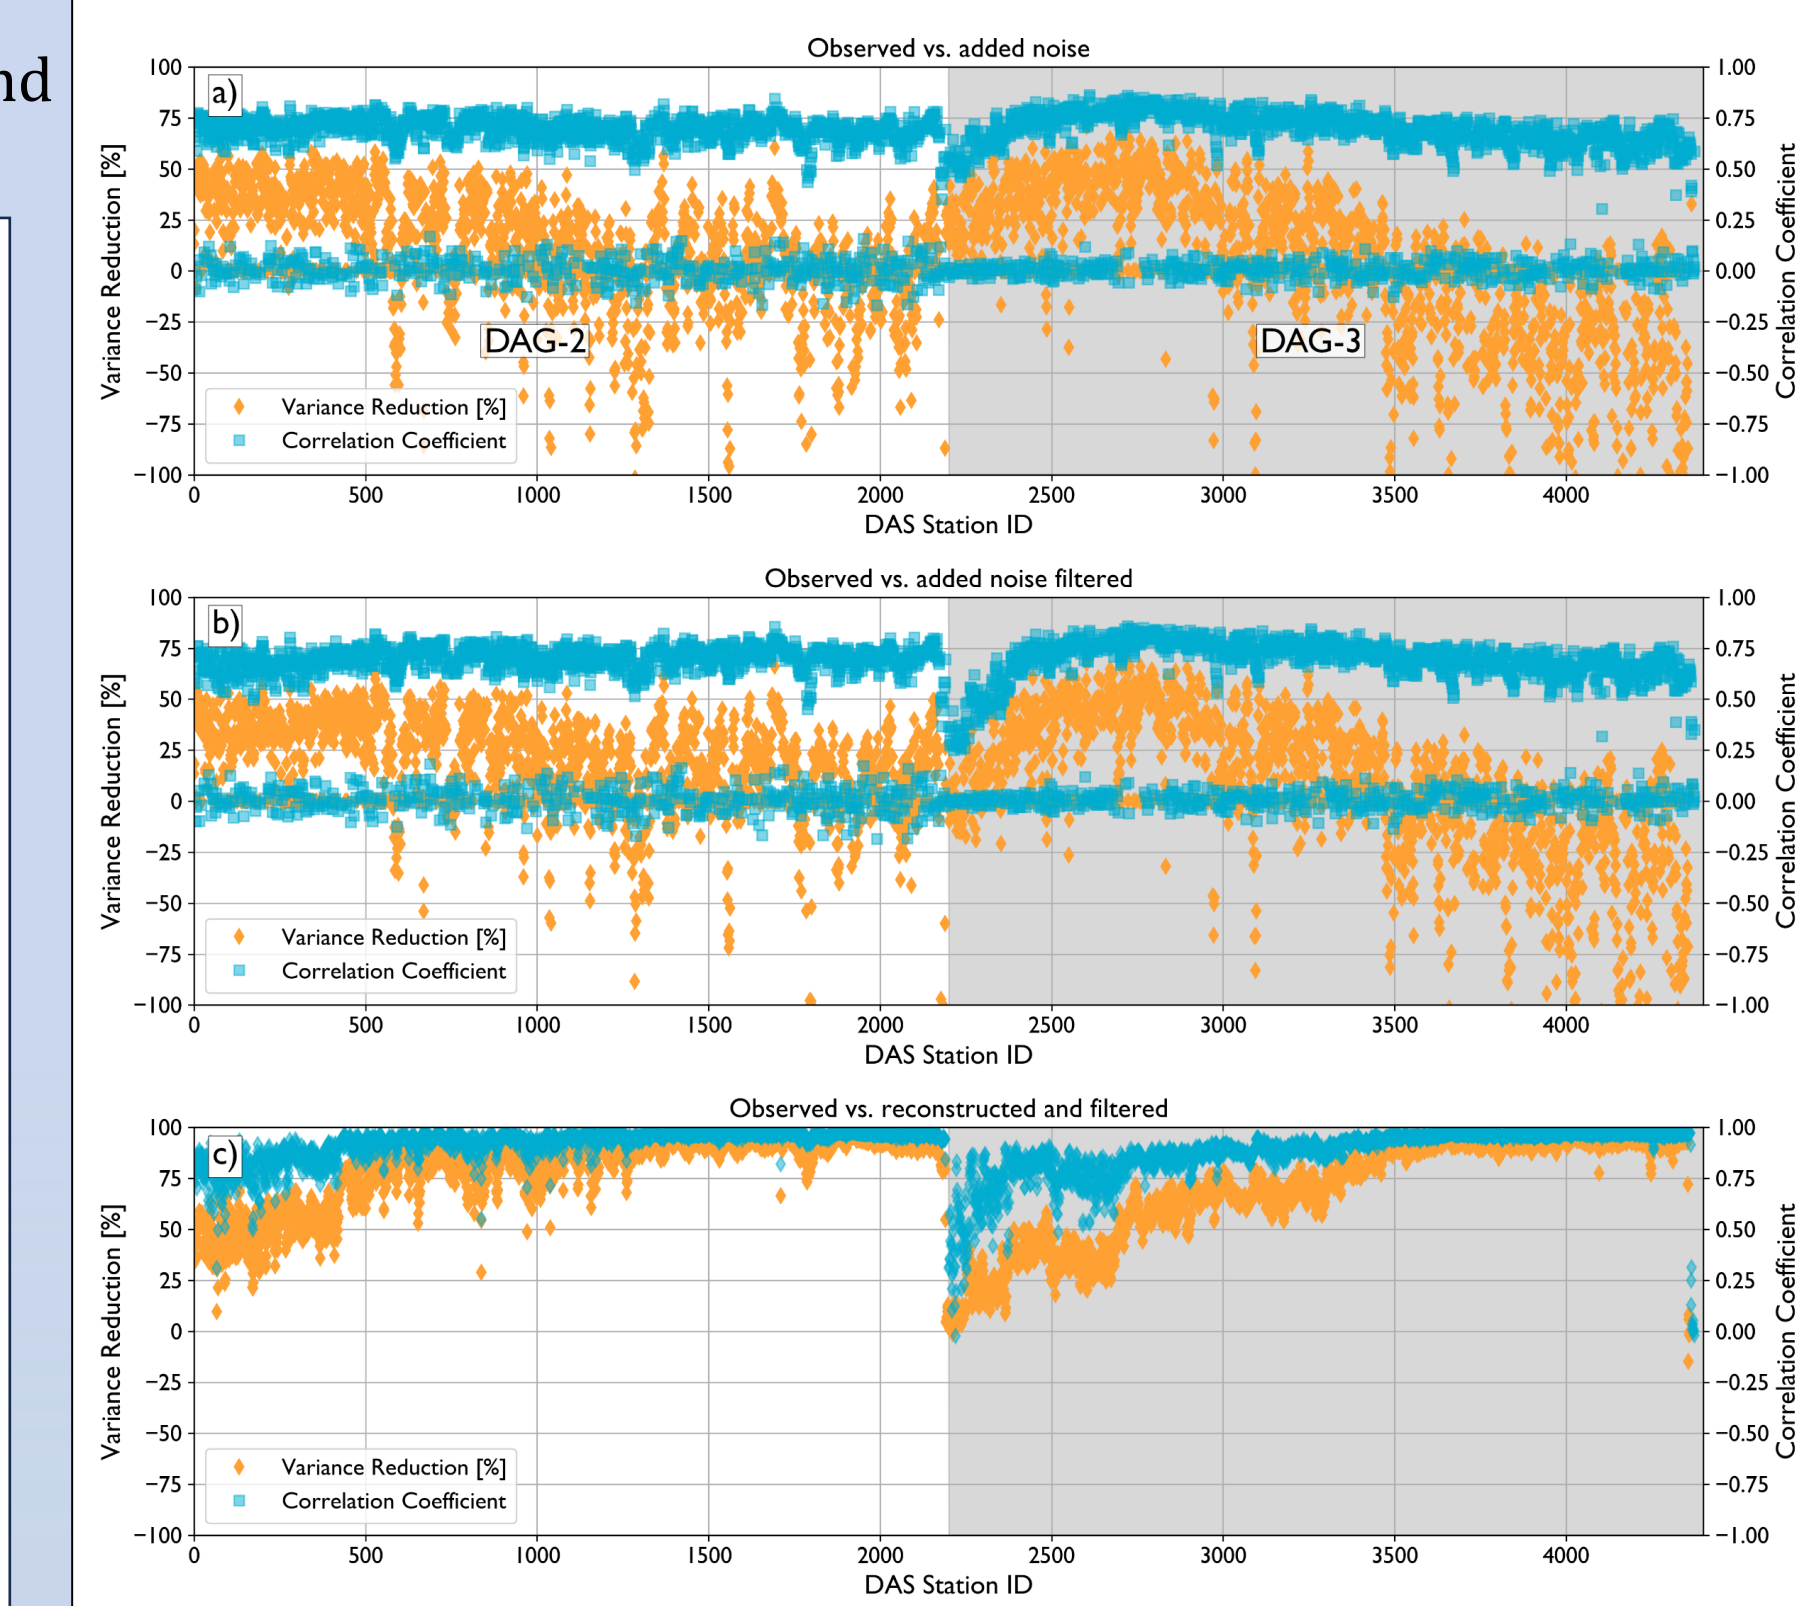 nd
Observed vs. added noise
a)
100
75
50
25
0
−25
−50
−75
−100
Variance Reduction [%]
1.00
0.75
0.50
0.25
0.00
−0.25
−0.50
−0.75
−1.00
Correlation Coefficient
DAG-2
DAG-3
Variance Reduction [%]
Correlation Coefficient
0 500 1000 1500 2000 2500 3000 3500 4000
DAS Station ID
Observed vs. added noise filtered
b)
100
75
50
25
0
−25
−50
−75
−100
Variance Reduction [%]
1.00
0.75
0.50
0.25
0.00
−0.25
−0.50
−0.75
−1.00
Correlation Coefficient
Variance Reduction [%]
Correlation Coefficient
0 500 1000 1500 2000 2500 3000 3500 4000
DAS Station ID
Observed vs. reconstructed and filtered
c)
100
75
50
25
0
−25
−50
−75
−100
Variance Reduction [%]
1.00
0.75
0.50
0.25
0.00
−0.25
−0.50
−0.75
−1.00
Correlation Coefficient
Variance Reduction [%]
Correlation Coefficient
0 500 1000 1500 2000 2500 3000 3500 4000
DAS Station ID